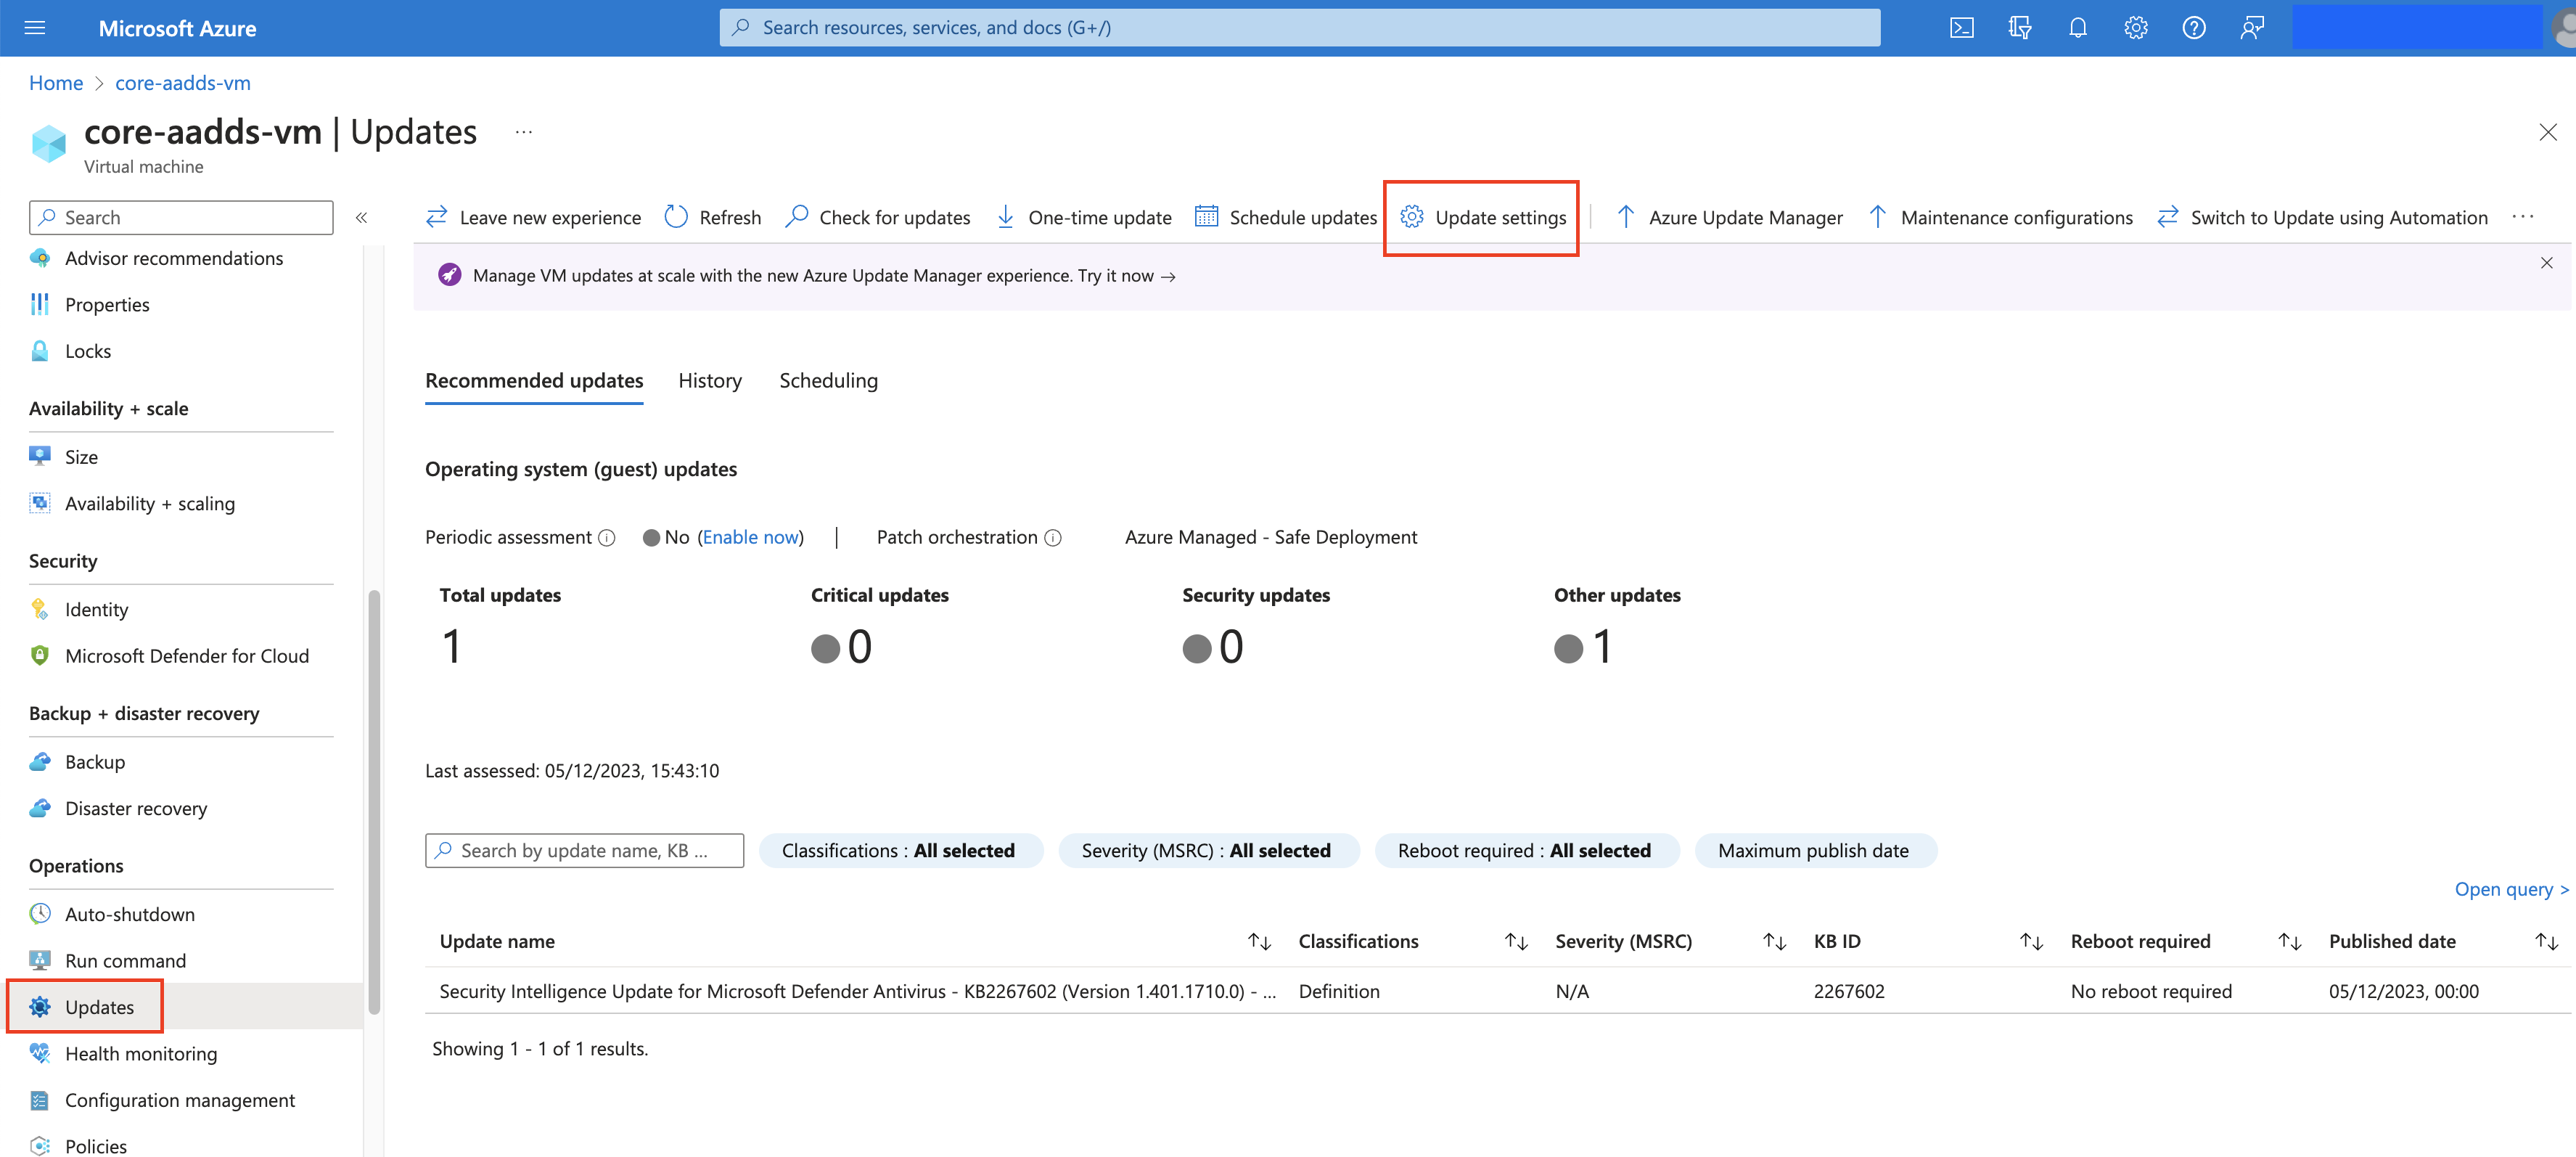 Microsoft Azure
Search resources, services, and docs (G+/)
Home > core-aadds-vm
core-aadds-vm | Updates ...
Virtual machine
Search «
Advisor recommendations
Properties
Locks
Availability + scale
Size
Availability + scaling
Security
Identity
Microsoft Defender for Cloud
Backup + disaster recovery
Backup
Disaster recovery
Operations
Auto-shutdown
Run command
Updates
Health monitoring
Configuration management
Policies
Leave new experience Refresh Check for updates One-time update Schedule updates Update settings Azure Update Manager Maintenance configurations Switch to Update using Automation ...
Manage VM updates at scale with the new Azure Update Manager experience. Try it now →
Recommended updates History Scheduling
Operating system (guest) updates
Periodic assessment No (Enable now) | Patch orchestration Azure Managed - Safe Deployment
Total updates Critical updates Security updates Other updates
1 0 0 1
Last assessed: 05/12/2023, 15:43:10
Search by update name, KB ... Classifications : All selected Severity (MSRC) : All selected Reboot required : All selected Maximum publish date
Open query >
Update name Classifications Severity (MSRC) KB ID Reboot required Published date
Security Intelligence Update for Microsoft Defender Antivirus - KB2267602 (Version 1.401.1710.0) - ... Definition N/A 2267602 No reboot required 05/12/2023, 00:00
Showing 1 - 1 of 1 results.